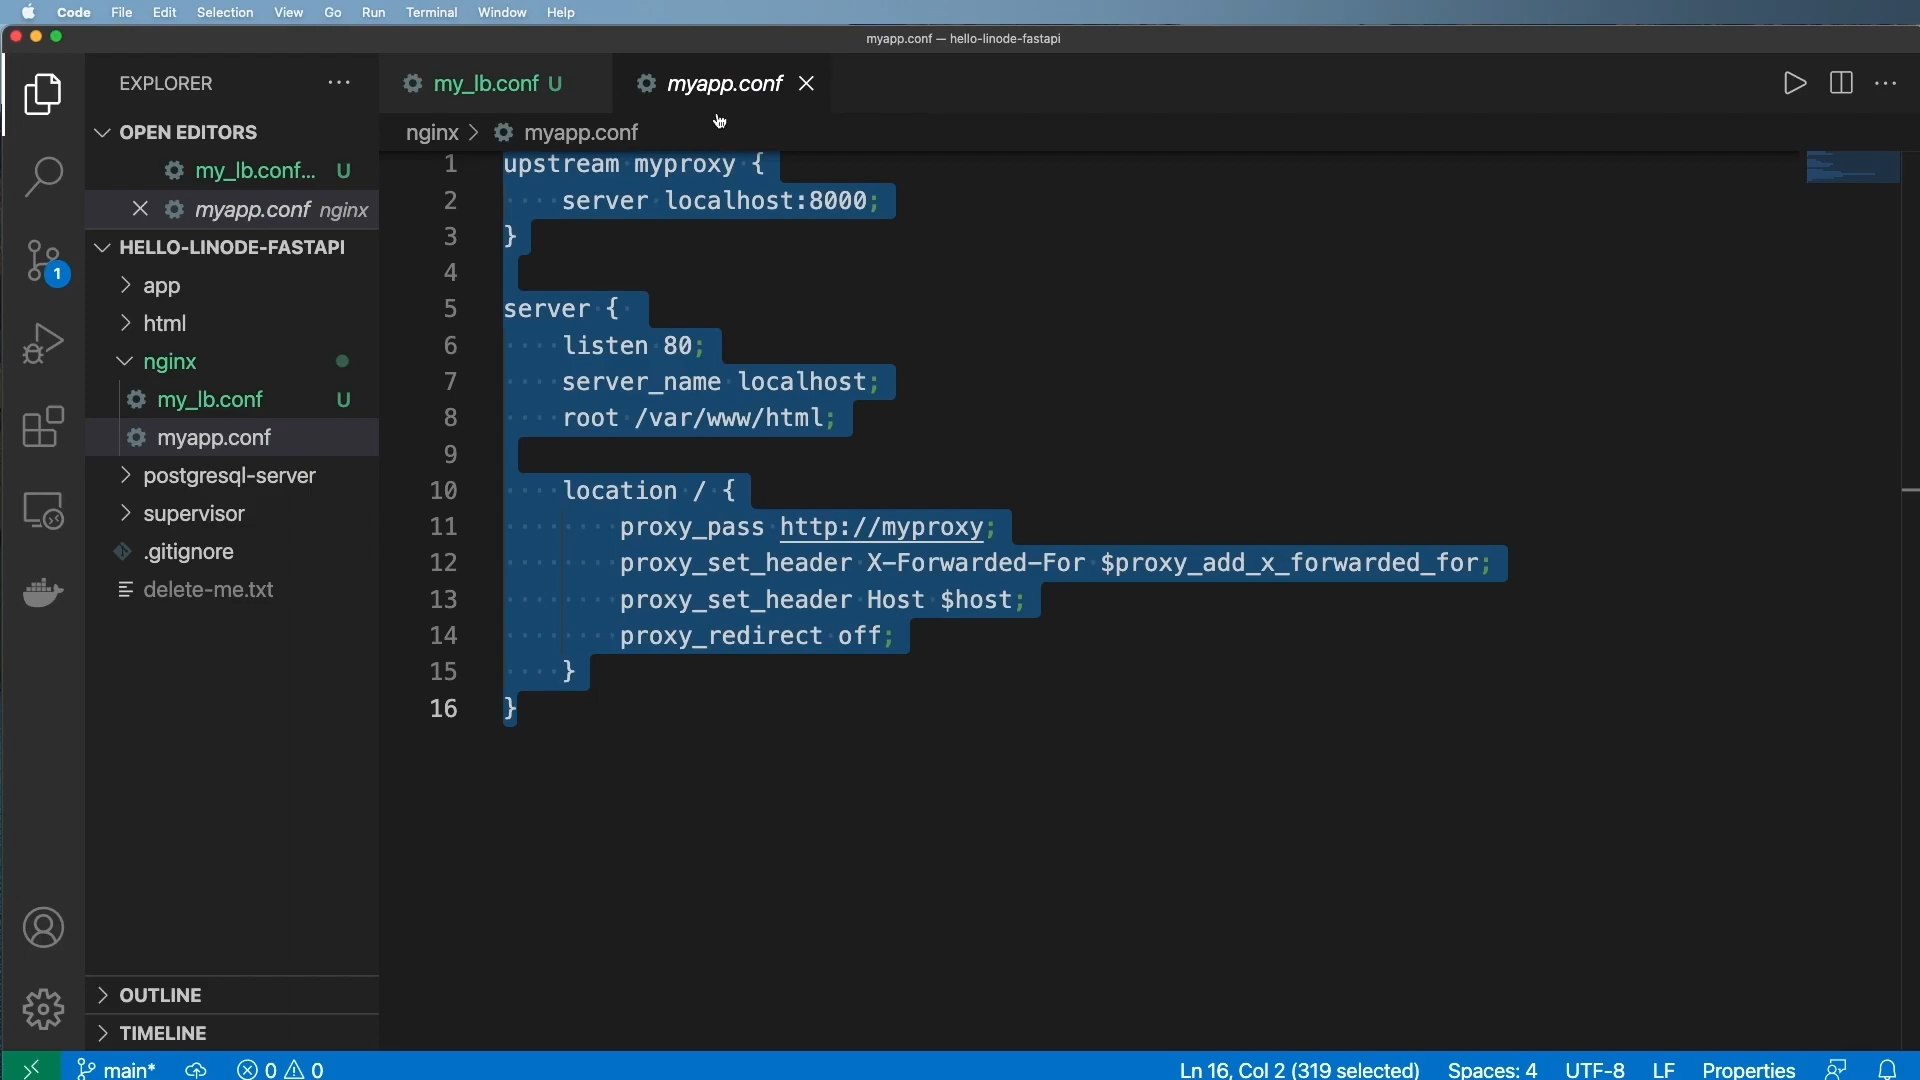 Code File Edit Selection View Go Run Terminal Window Help
myapp.conf — hello-linode-fastapi
EXPLORER
OPEN EDITORS
my_lb.conf... U
myapp.conf nginx
HELLO-LINODE-FASTAPI
app
html
nginx
my_lb.conf U
myapp.conf
postgresql-server
supervisor
.gitignore
delete-me.txt
OUTLINE
TIMELINE
1
my_lb.conf U
myapp.conf
nginx > myapp.conf
1 upstream myproxy {
2 server localhost:8000;
3 }
4
5 server {
6 listen 80;
7 server_name localhost;
8 root /var/www/html;
9
10 location / {
11 proxy_pass http://myproxy;
12 proxy_set_header X-Forwarded-For $proxy_add_x_forwarded_for;
13 proxy_set_header Host $host;
14 proxy_redirect off;
15 }
16 }
main* 0 0 Ln 16, Col 2 (319 selected) Spaces: 4 UTF-8 LF Properties